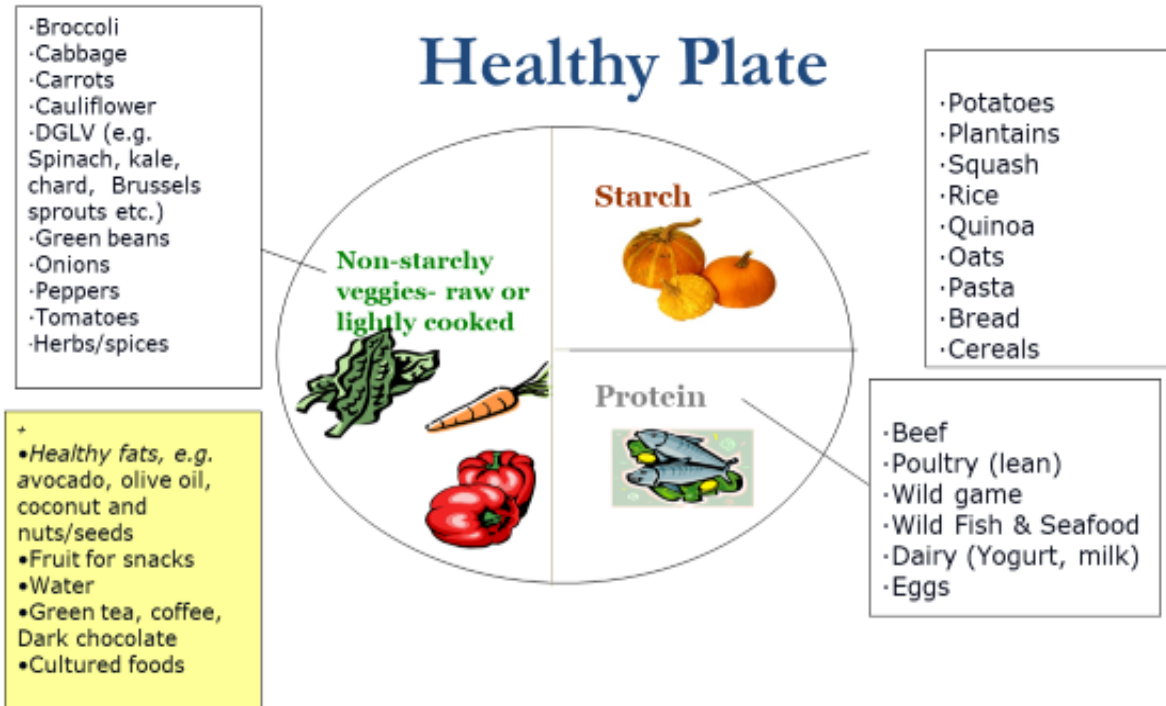 Healthy Plate
·Broccoli
·Cabbage
·Carrots
·Cauliflower
·DGLV (e.g.
Spinach, kale,
chard, Brussels
sprouts etc.)
·Green beans
·Onions
·Peppers
·Tomatoes
·Herbs/spices
+
•Healthy fats, e.g.
avocado, olive oil,
coconut and
nuts/seeds
•Fruit for snacks
•Water
•Green tea, coffee,
Dark chocolate
•Cultured foods
Non-starchy
veggies- raw or
lightly cooked
Starch
Protein
·Potatoes
·Plantains
·Squash
·Rice
·Quinoa
·Oats
·Pasta
·Bread
·Cereals
·Beef
·Poultry (lean)
·Wild game
·Wild Fish & Seafood
·Dairy (Yogurt, milk)
·Eggs